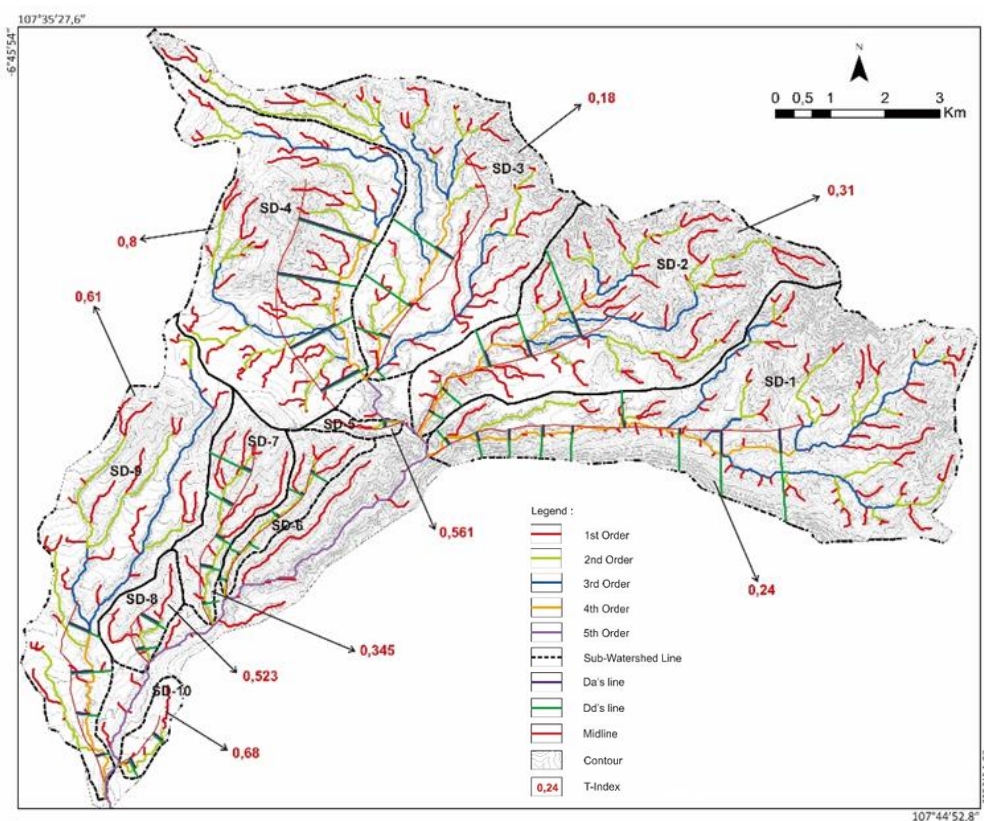 107°35'27,6"
-6°45'54"
N
0 0,5 1 2 3
Km
0,18
SD-3
0,31
SD-4
0,8
SD-2
0,61
SD-1
SD-5
SD-7
SD-9
SD-6
0,561
Legend :
1st Order
2nd Order
3rd Order
4th Order
5th Order
Sub-Watershed Line
Da's line
Dd's line
Midline
Contour
0,24 T-Index
0,24
SD-8
0,345
0,523
SD-10
0,68
107°44'52,8"